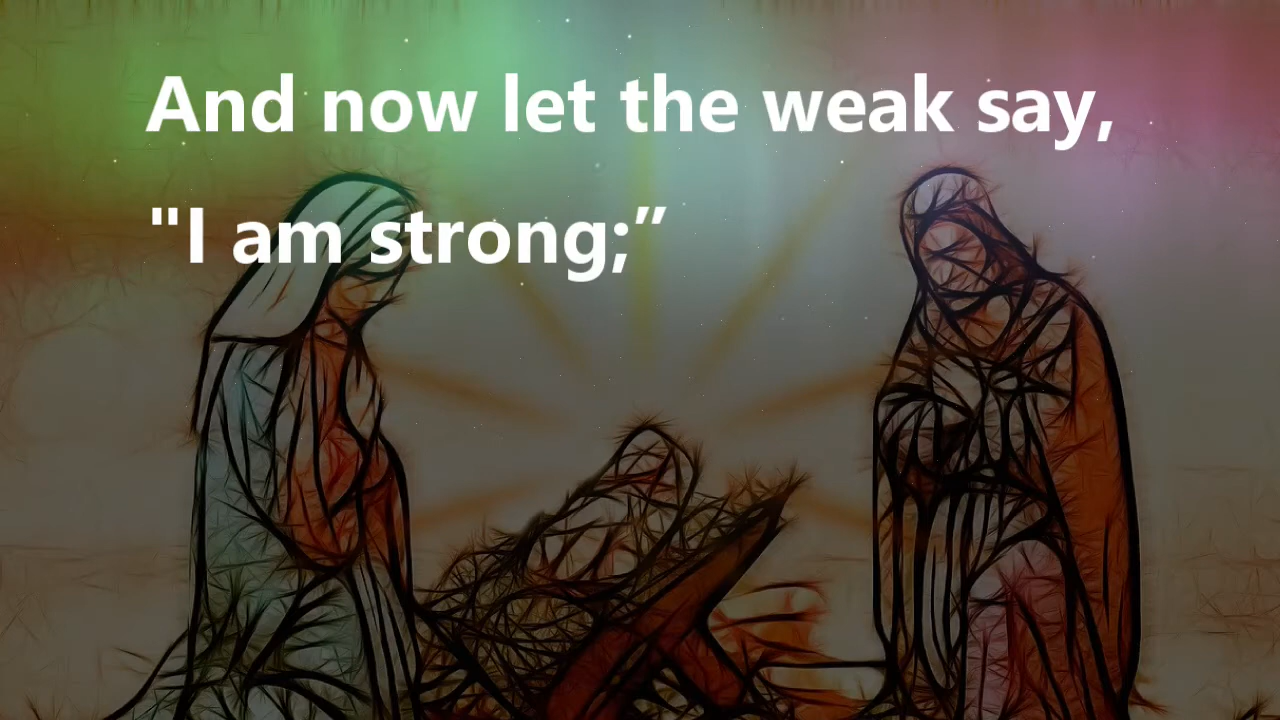 And now let the weak say,
"I am strong;”